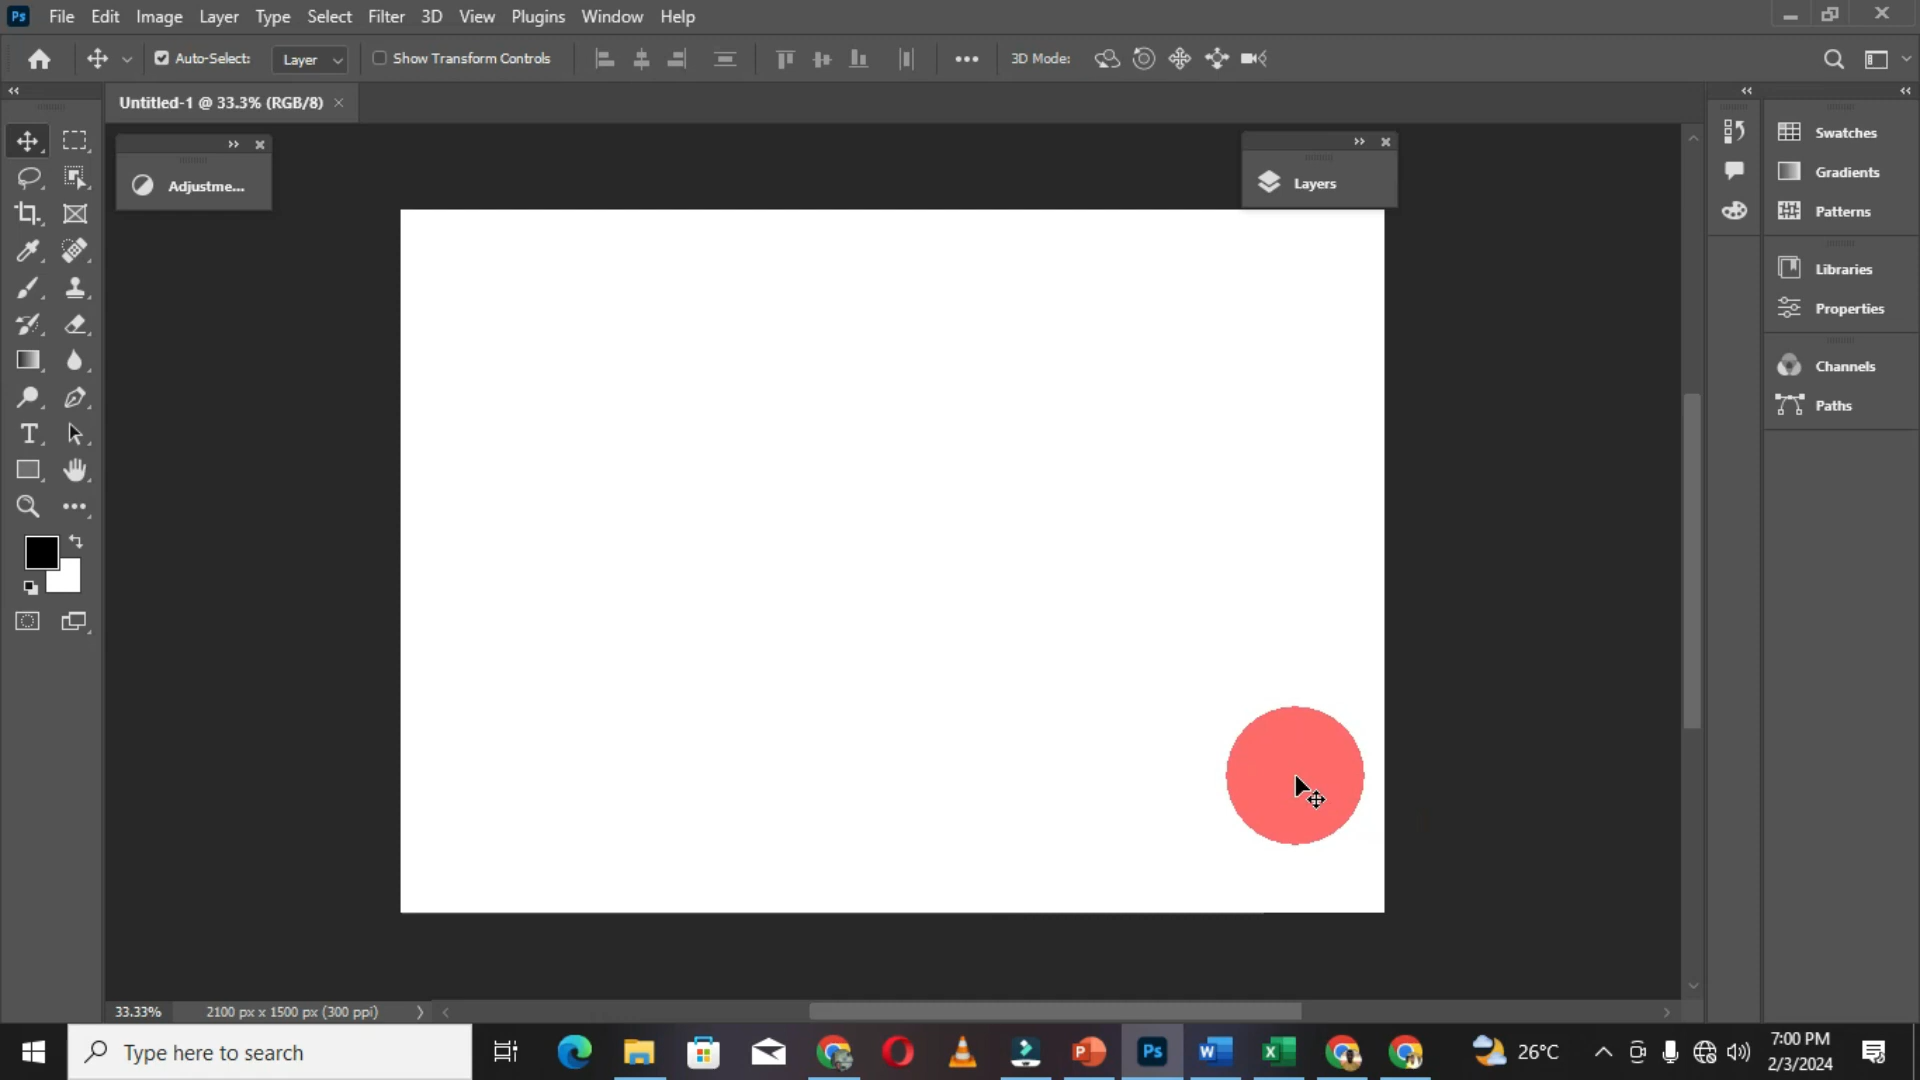 Ps File Edit Image Layer Type Select Filter 3D View Plugins Window Help
Auto-Select: Layer Show Transform Controls 3D Mode:
Untitled-1 @ 33.3% (RGB/8)
Adjustme...
Layers
Swatches
Gradients
Patterns
Libraries
Properties
Channels
Paths
33.33% 2100 px x 1500 px (300 ppi)
Type here to search
Ps
26°C
7:00 PM
2/3/2024